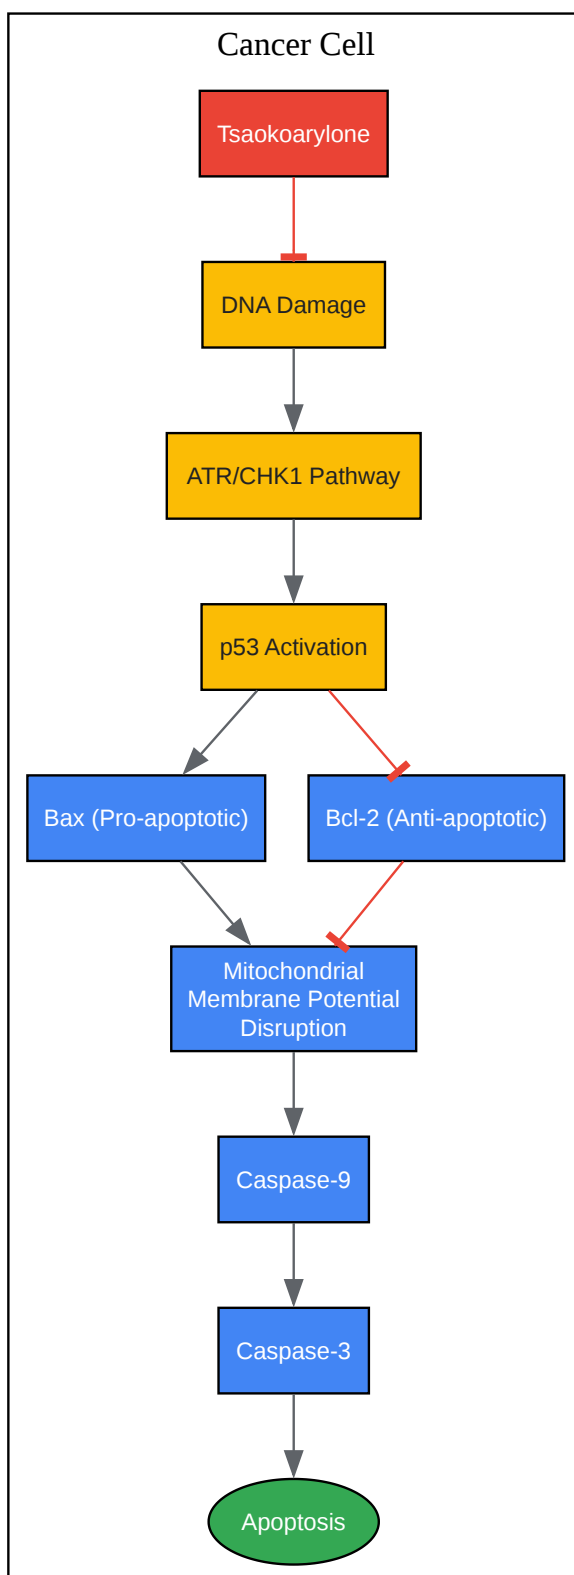 Cancer Cell
Tsaokoarylone
DNA Damage
ATR/CHK1 Pathway
p53 Activation
Bax (Pro-apoptotic)
Bcl-2 (Anti-apoptotic)
Mitochondrial
Membrane Potential
Disruption
Caspase-9
Caspase-3
Apoptosis